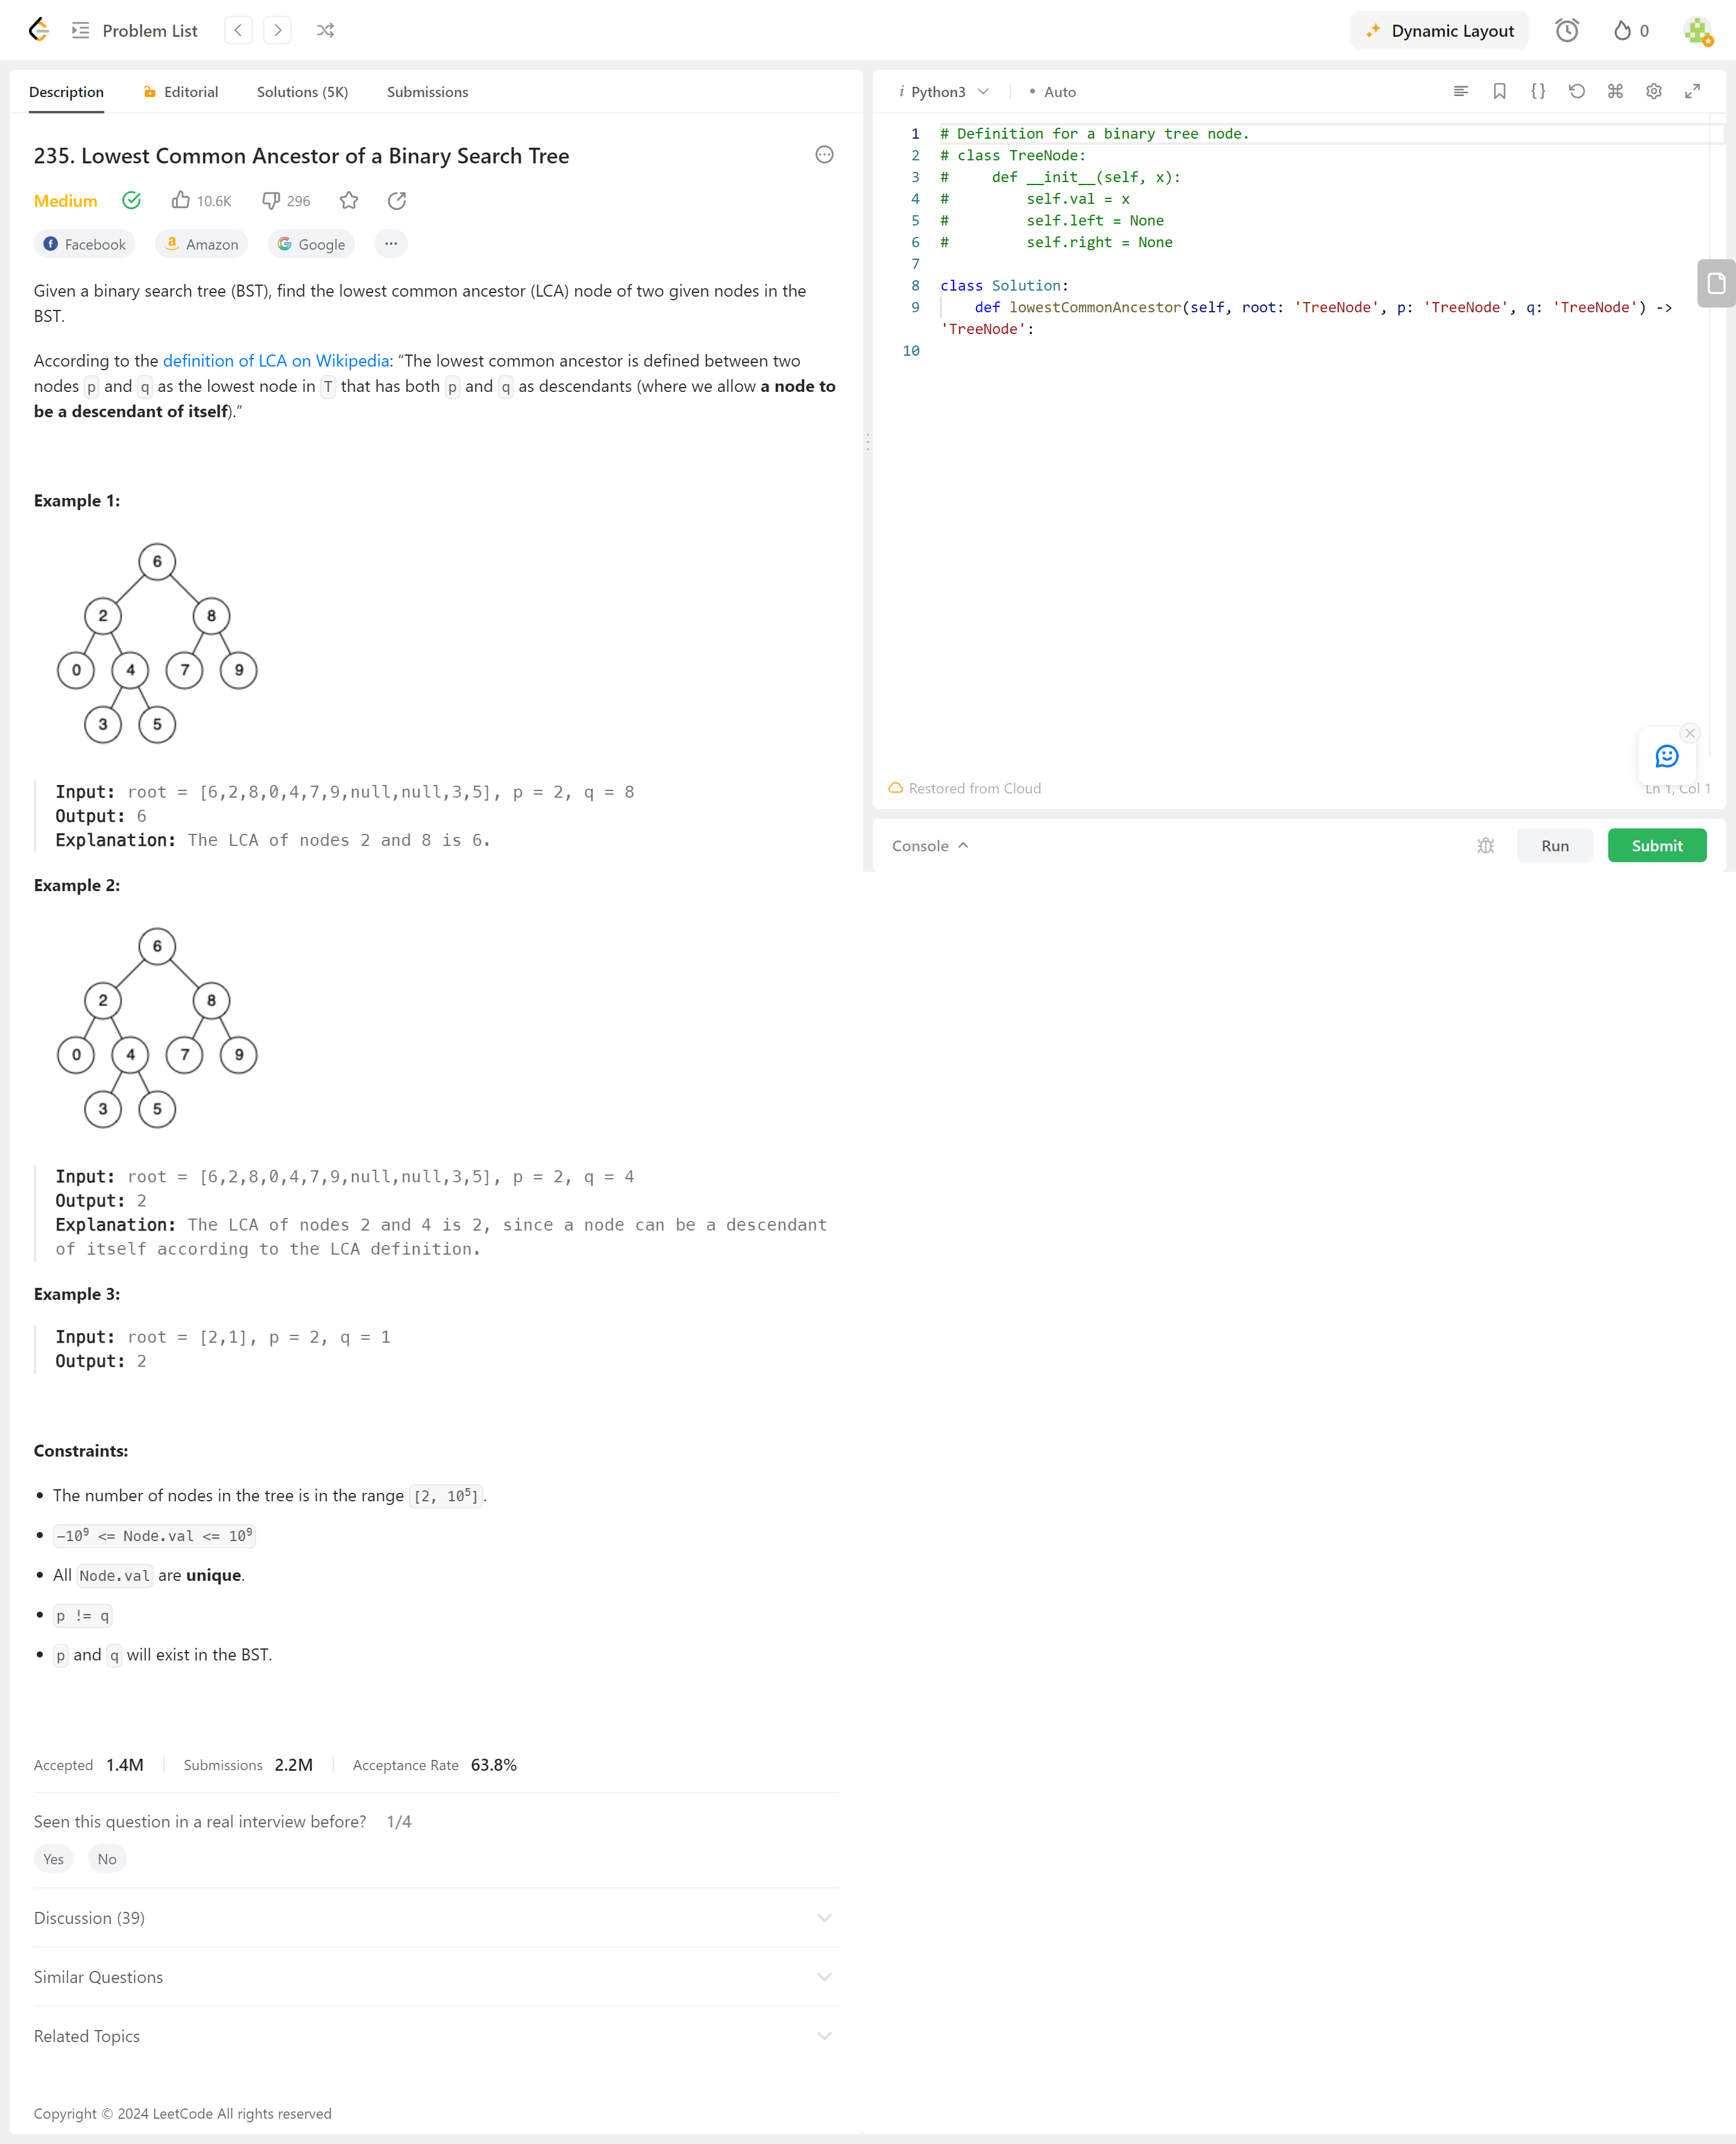 Problem List
Dynamic Layout
0
Description
Editorial
Solutions (5K)
Submissions
235. Lowest Common Ancestor of a Binary Search Tree
Medium
10.6K
296
Facebook
Amazon
Google
Given a binary search tree (BST), find the lowest common ancestor (LCA) node of two given nodes in the
BST.
According to the definition of LCA on Wikipedia: “The lowest common ancestor is defined between two
nodes p and q as the lowest node in T that has both p and q as descendants (where we allow a node to
be a descendant of itself).”
Example 1:
6
2 8
0 4 7 9
3 5
Input: root = [6,2,8,0,4,7,9,null,null,3,5], p = 2, q = 8
Output: 6
Explanation: The LCA of nodes 2 and 8 is 6.
Example 2:
6
2 8
0 4 7 9
3 5
Input: root = [6,2,8,0,4,7,9,null,null,3,5], p = 2, q = 4
Output: 2
Explanation: The LCA of nodes 2 and 4 is 2, since a node can be a descendant
of itself according to the LCA definition.
Example 3:
Input: root = [2,1], p = 2, q = 1
Output: 2
Constraints:
• The number of nodes in the tree is in the range [2, 10⁵].
• −10⁹ <= Node.val <= 10⁹
• All Node.val are unique.
• p != q
• p and q will exist in the BST.
Accepted 1.4M
Submissions 2.2M
Acceptance Rate 63.8%
Seen this question in a real interview before? 1/4
Yes
No
Discussion (39)
Similar Questions
Related Topics
Copyright © 2024 LeetCode All rights reserved
i Python3
• Auto
1 # Definition for a binary tree node.
2 # class TreeNode:
3 #     def __init__(self, x):
4 #         self.val = x
5 #         self.left = None
6 #         self.right = None
7
8 class Solution:
9     def lowestCommonAncestor(self, root: 'TreeNode', p: 'TreeNode', q: 'TreeNode') ->
'TreeNode':
10
Restored from Cloud
Ln 1, Col 1
Console
Run
Submit